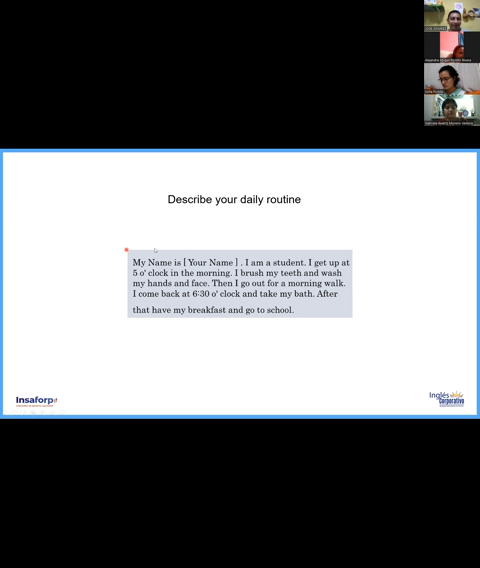 Describe your daily routine
My Name is [ Your Name ] . I am a student. I get up at
5 o' clock in the morning. I brush my teeth and wash
my hands and face. Then I go out for a morning walk.
I come back at 6:30 o' clock and take my bath. After
that have my breakfast and go to school.
Insaforp
Inglés
Corporativo